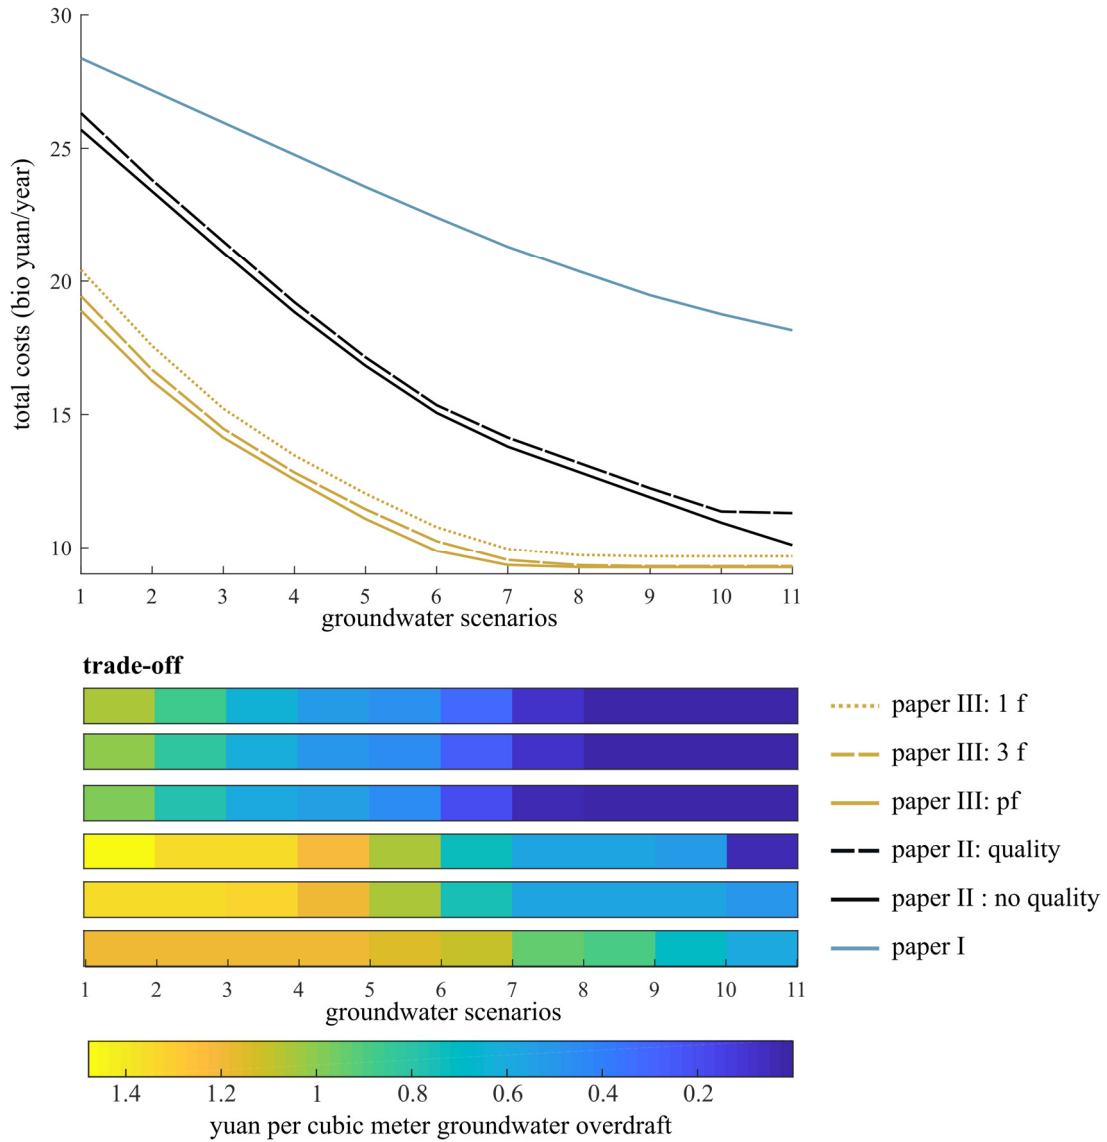 30
25
20
15
10
total costs (bio yuan/year)
1 2 3 4 5 6 7 8 9 10 11
groundwater scenarios
trade-off
paper III: 1 f
paper III: 3 f
paper III: pf
paper II: quality
paper II : no quality
paper I
1 2 3 4 5 6 7 8 9 10 11
groundwater scenarios
1.4 1.2 1 0.8 0.6 0.4 0.2
yuan per cubic meter groundwater overdraft